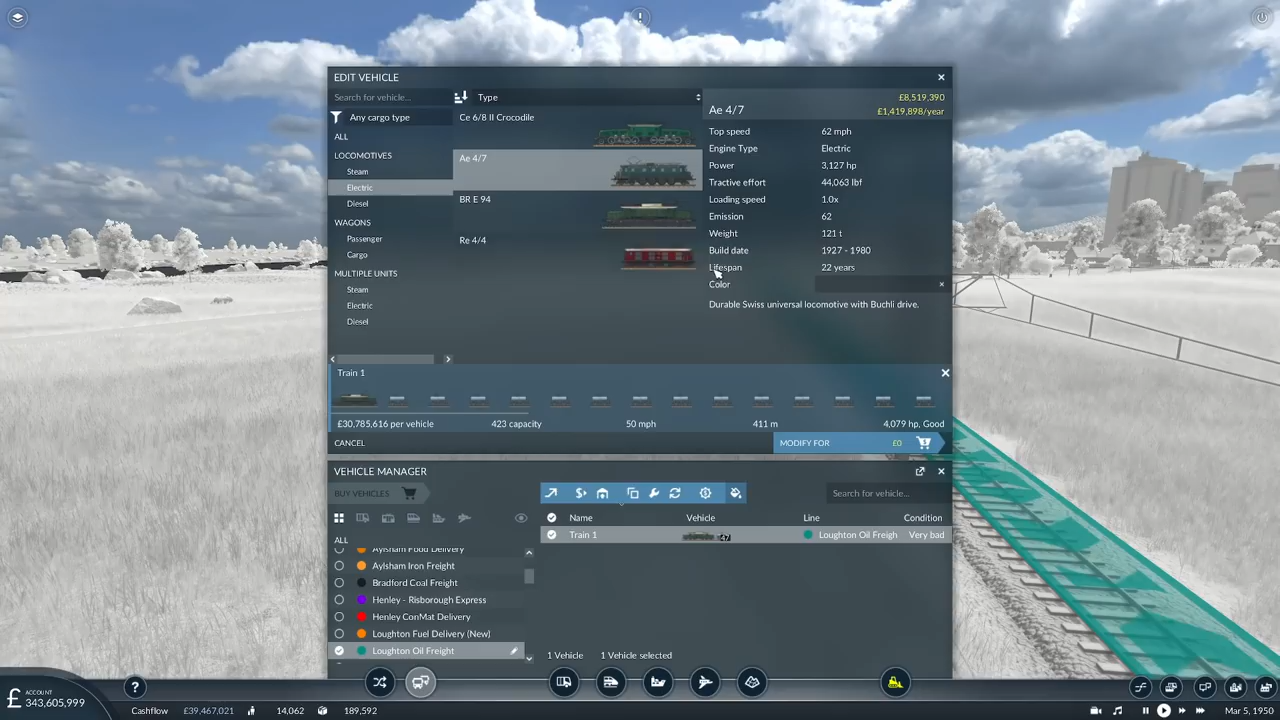 EDIT VEHICLE
Search for vehicle...
Type
£8,519,390
Any cargo type
Ce 6/8 II Crocodile
Ae 4/7
£1,419,898/year
ALL
LOCOMOTIVES
Steam
Electric
Diesel
WAGONS
Passenger
Cargo
MULTIPLE UNITS
Steam
Electric
Diesel
Ae 4/7
BR E 94
Re 4/4
Top speed 62 mph
Engine Type Electric
Power 3,127 hp
Tractive effort 44,063 lbf
Loading speed 1.0x
Emission 62
Weight 121 t
Build date 1927 - 1980
Lifespan 22 years
Color
Durable Swiss universal locomotive with Buchli drive.
Train 1
£30,785,616 per vehicle 423 capacity 50 mph 411 m 4,079 hp, Good
CANCEL
MODIFY FOR £0
VEHICLE MANAGER
BUY VEHICLES
Search for vehicle...
Name Vehicle Line Condition
ALL
Train 1 47 Loughton Oil Freigh Very bad
Aylsham Food Delivery
Aylsham Iron Freight
Bradford Coal Freight
Henley - Risborough Express
Henley ConMat Delivery
Loughton Fuel Delivery (New)
Loughton Oil Freight
1 Vehicle 1 Vehicle selected
£ ACCOUNT
343,605,999
?
Cashflow £39,467,021 14,062 189,592
Mar 5, 1950